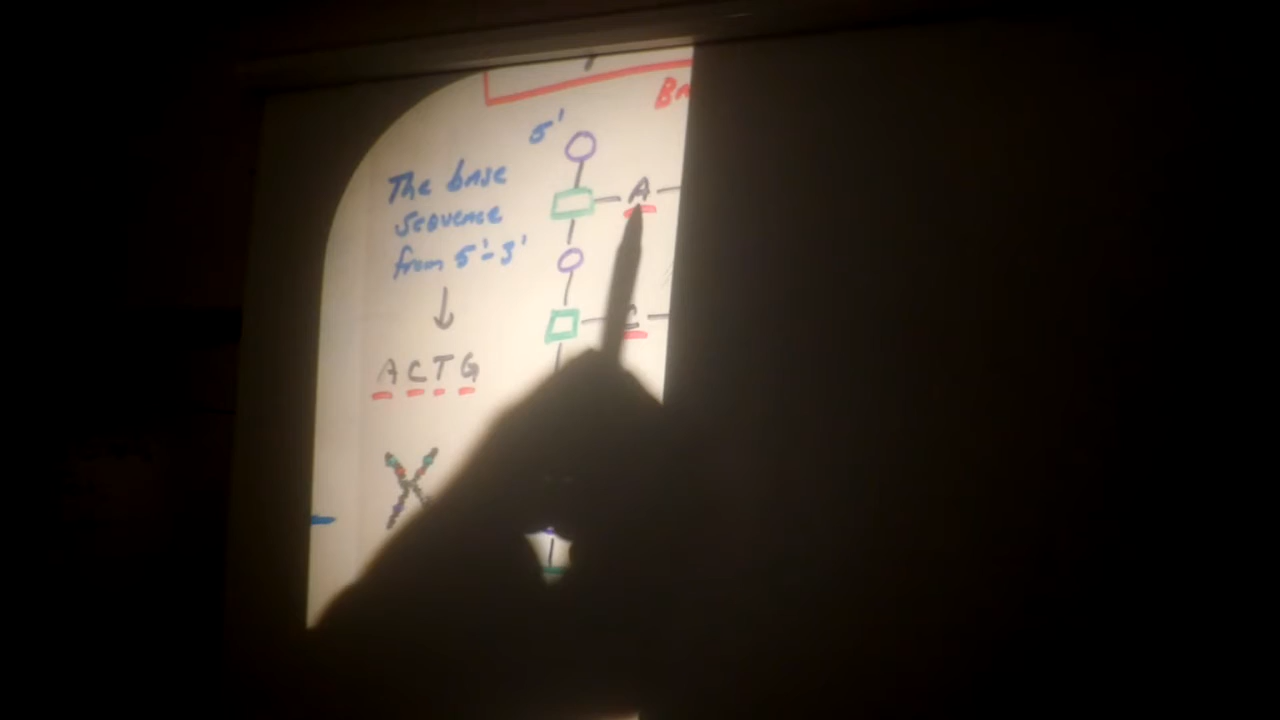 5'
The base
sequence
from 5'-3'
A
C
ACTG